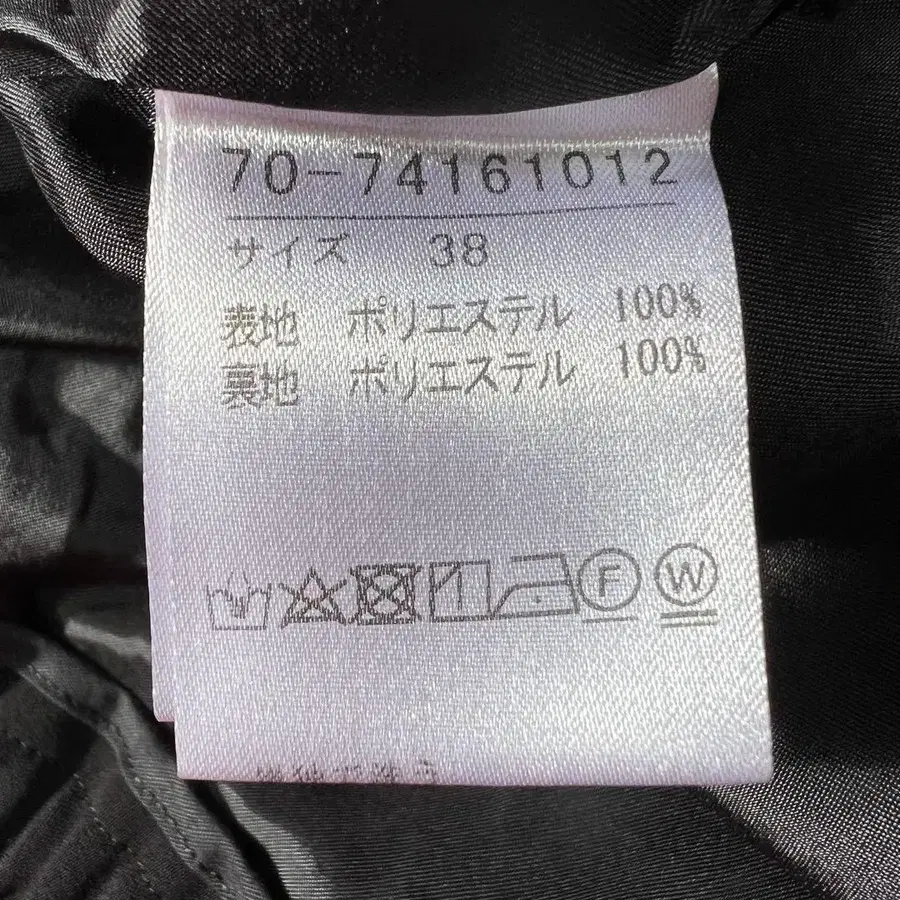 70-74161012
サイズ 38
表地 ポリエステル 100%
裏地 ポリエステル 100%
F W